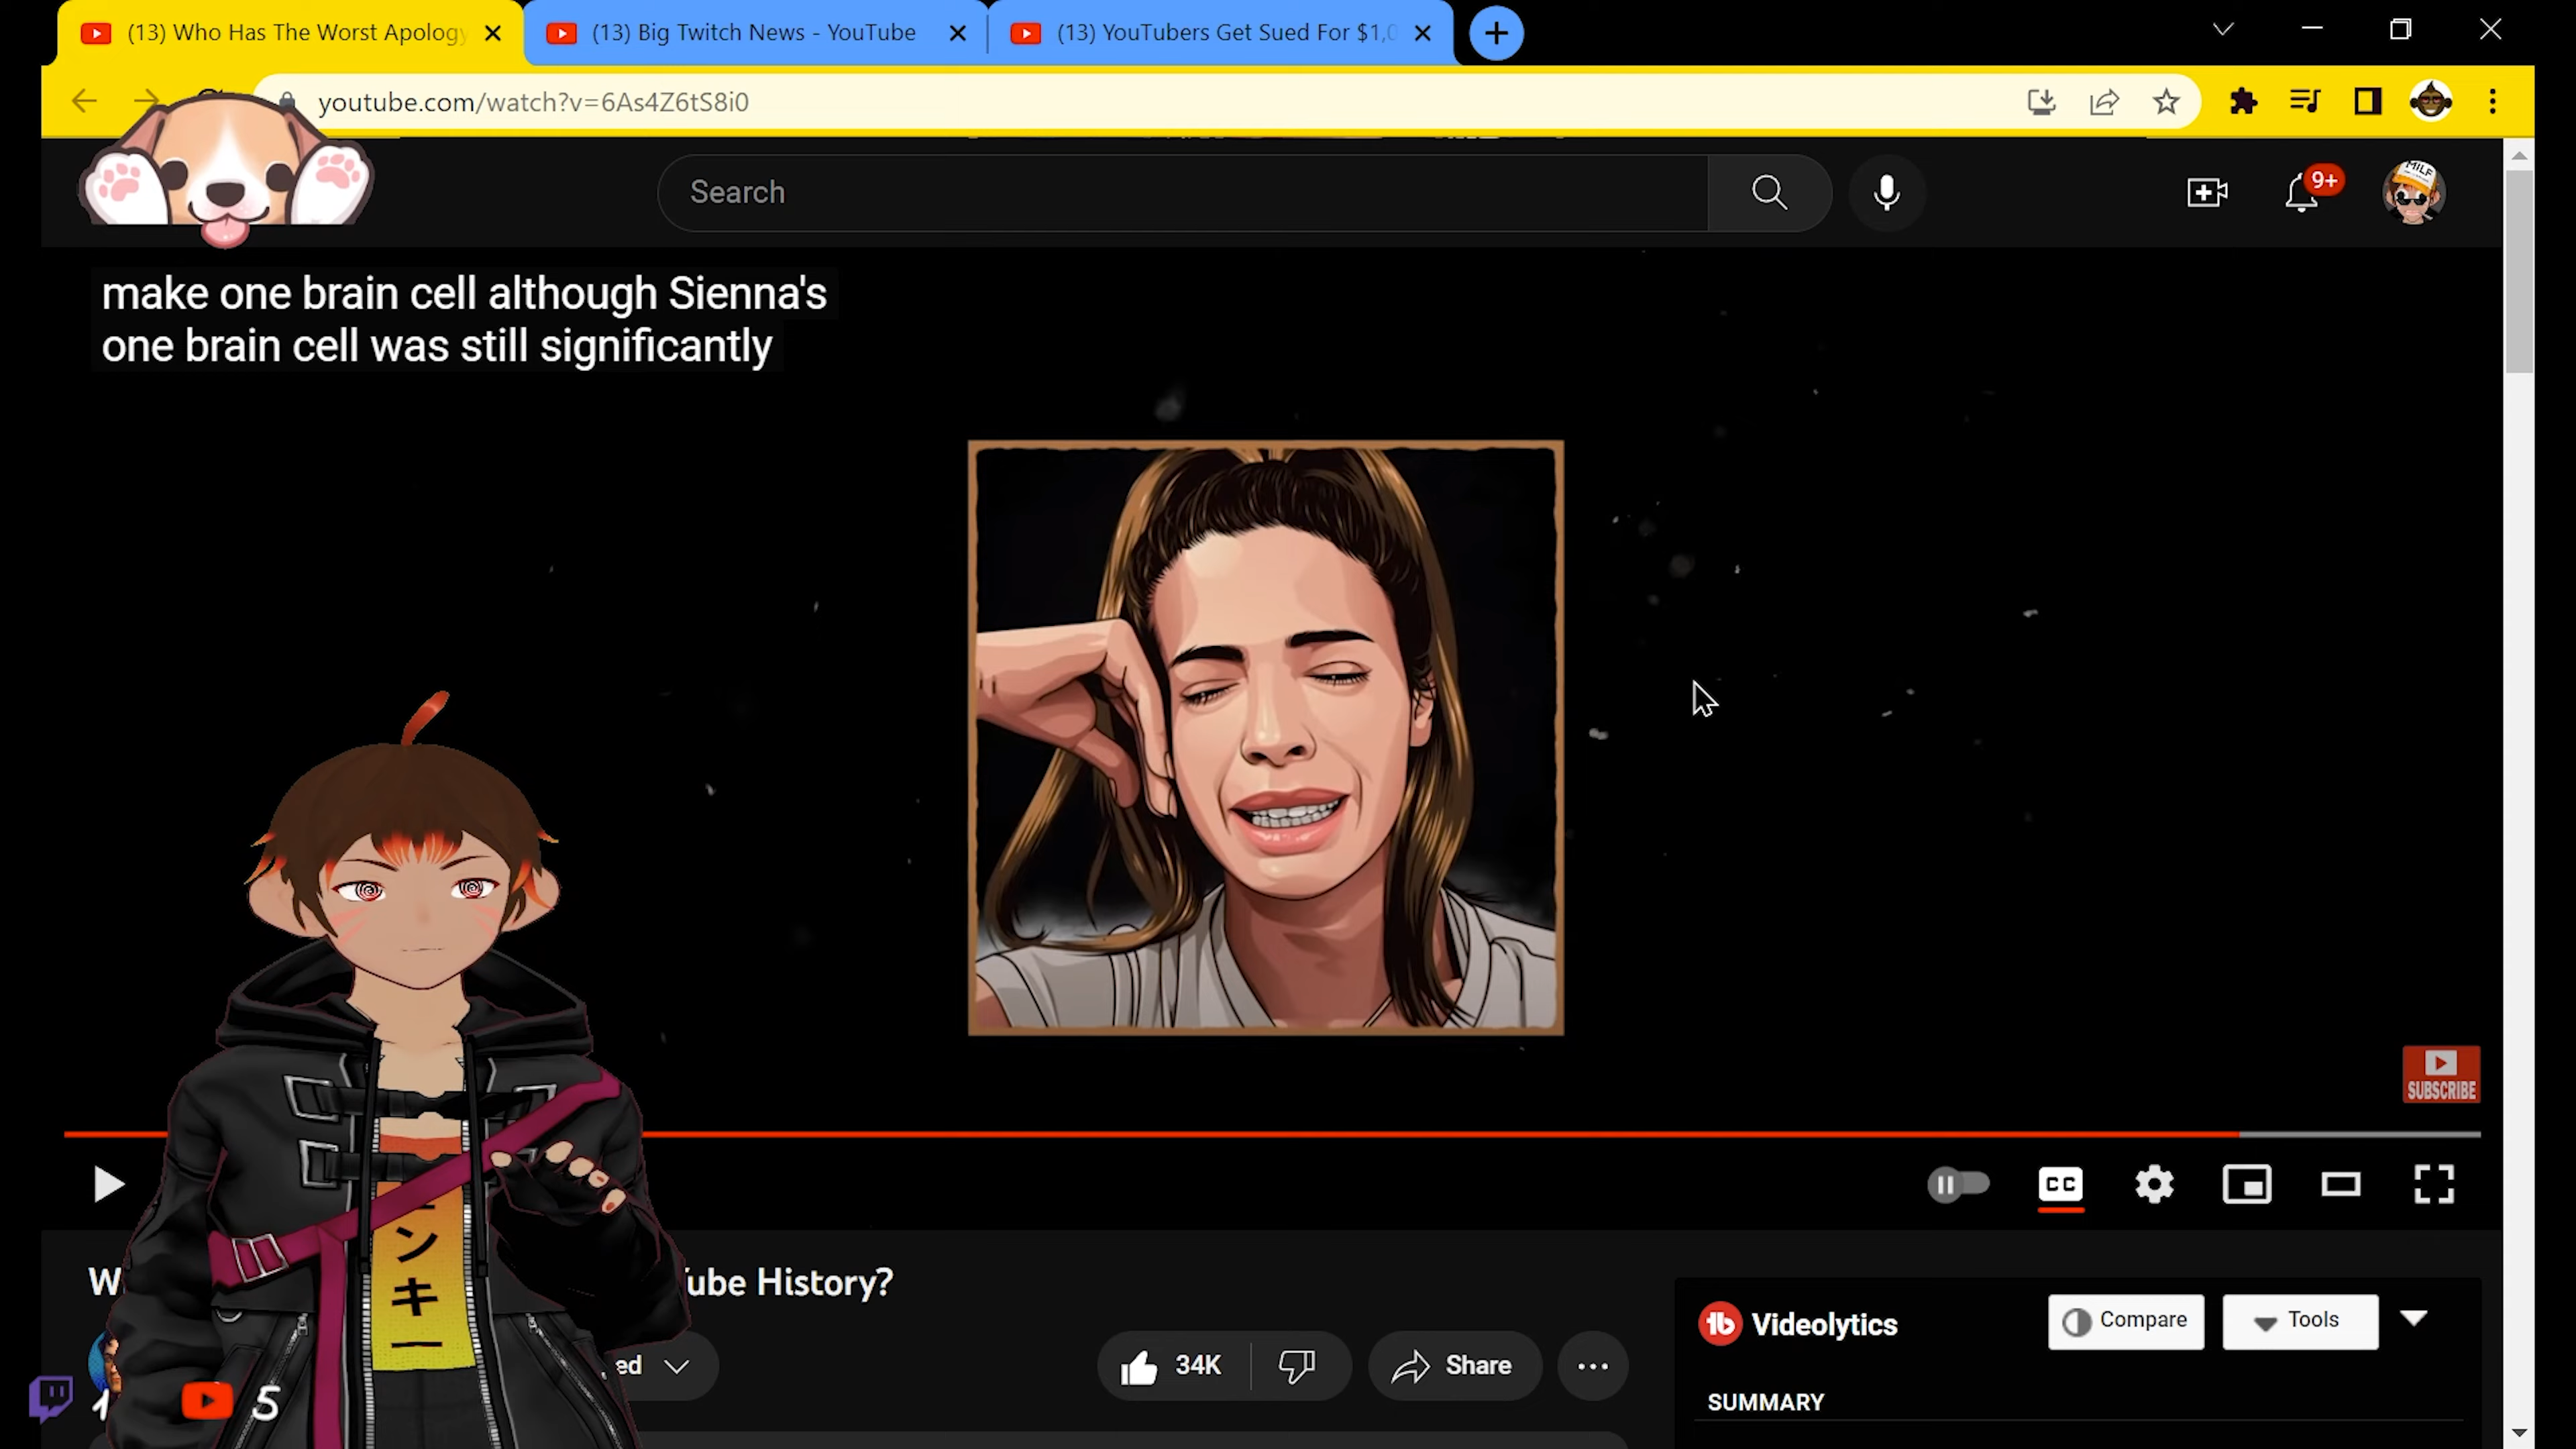 (13) Who Has The Worst Apology
(13) Big Twitch News - YouTube
(13) YouTubers Get Sued For $1,0
youtube.com/watch?v=6As4Z6tS8i0
Search
9+
MILF
make one brain cell although Sienna's
one brain cell was still significantly
SUBSCRIBE
CC
ンキー
ube History?
Videolytics
Compare
Tools
ed
34K
Share
SUMMARY
5